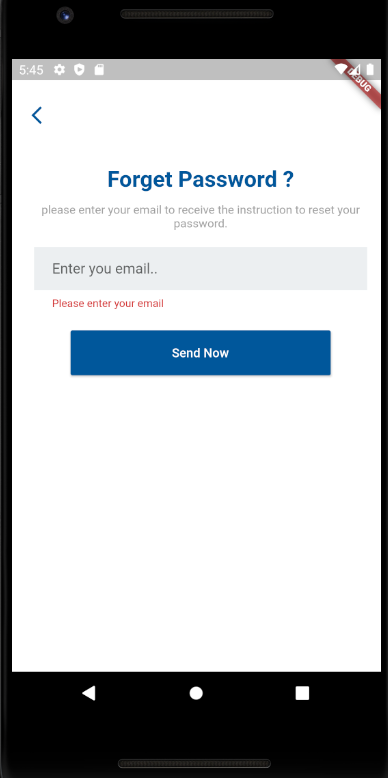 5:45
DEBUG
Forget Password ?
please enter your email to receive the instruction to reset your
password.
Enter you email..
Please enter your email
Send Now